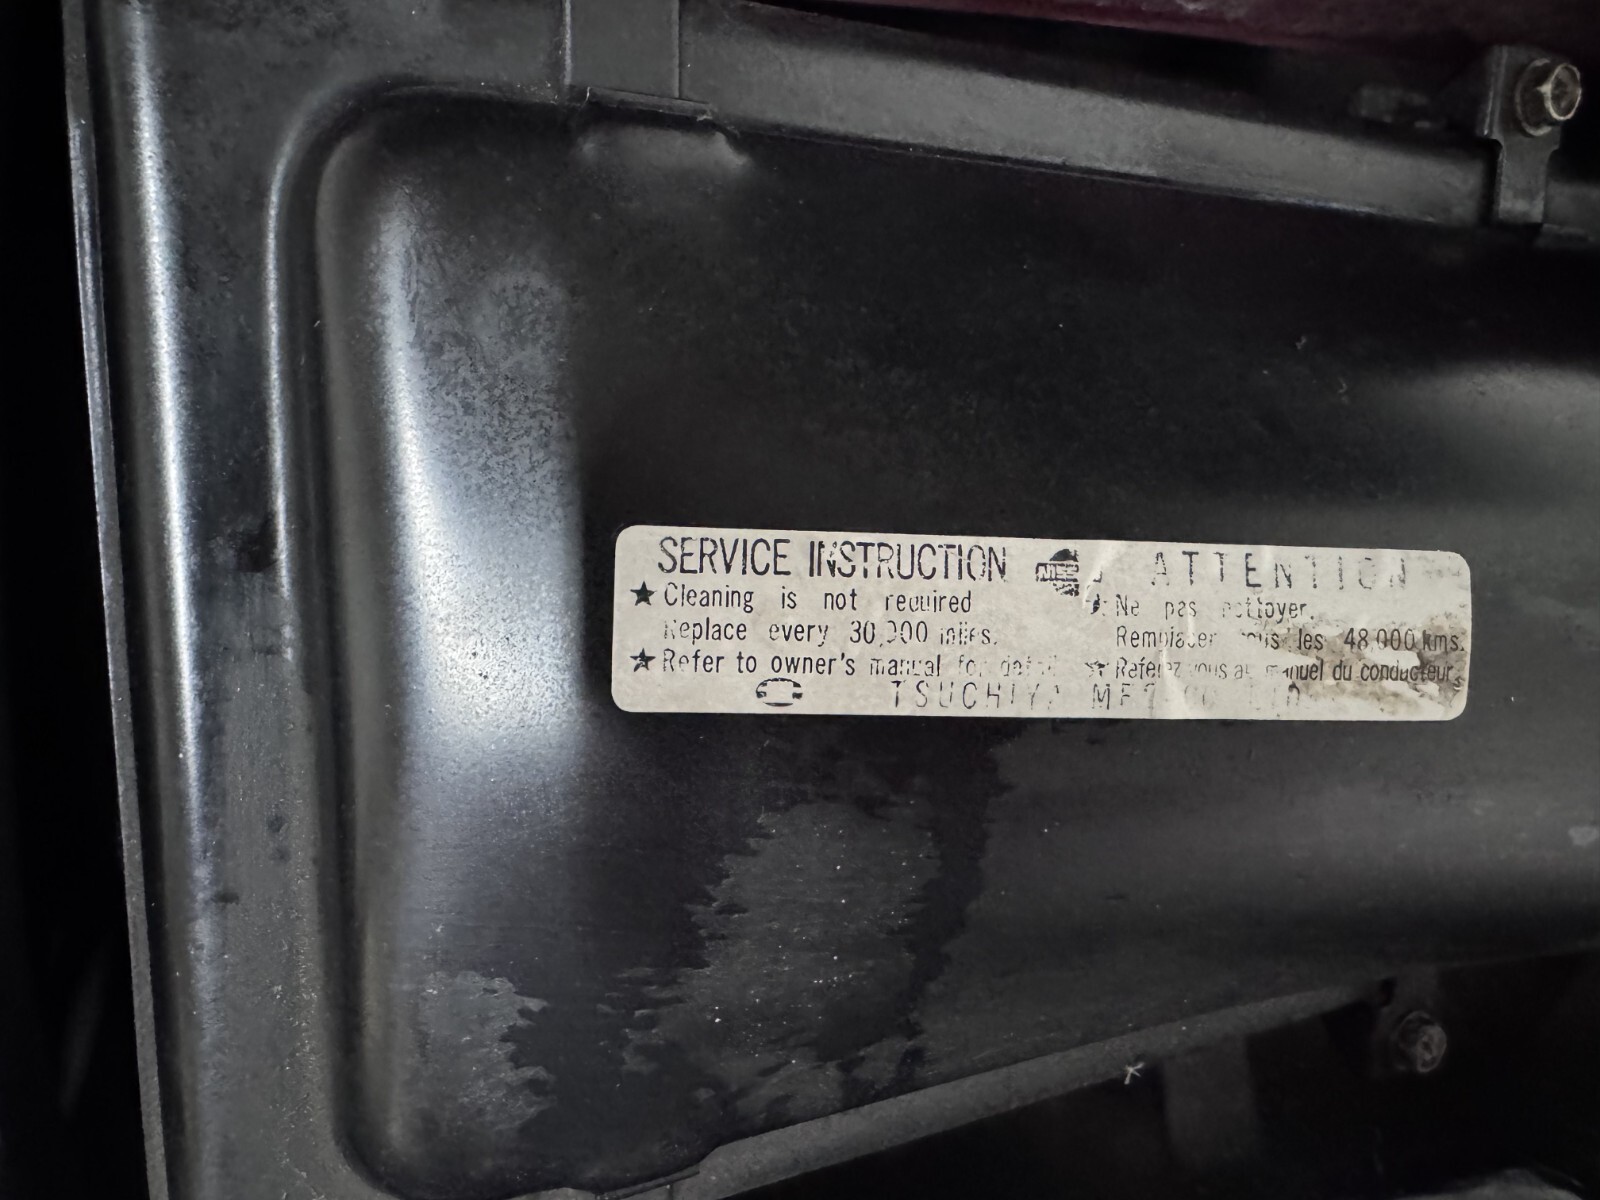 SERVICE INSTRUCTION
★ Cleaning is not required
Replace every 30,000 miles.
★ Refer to owner's manual for detail
ATTENTION
★ Ne pas nettoyer.
Remplacer tous les 48,000 kms.
★ Referez vous au manuel du conducteur
TSUCHIYA MFG CO LTD